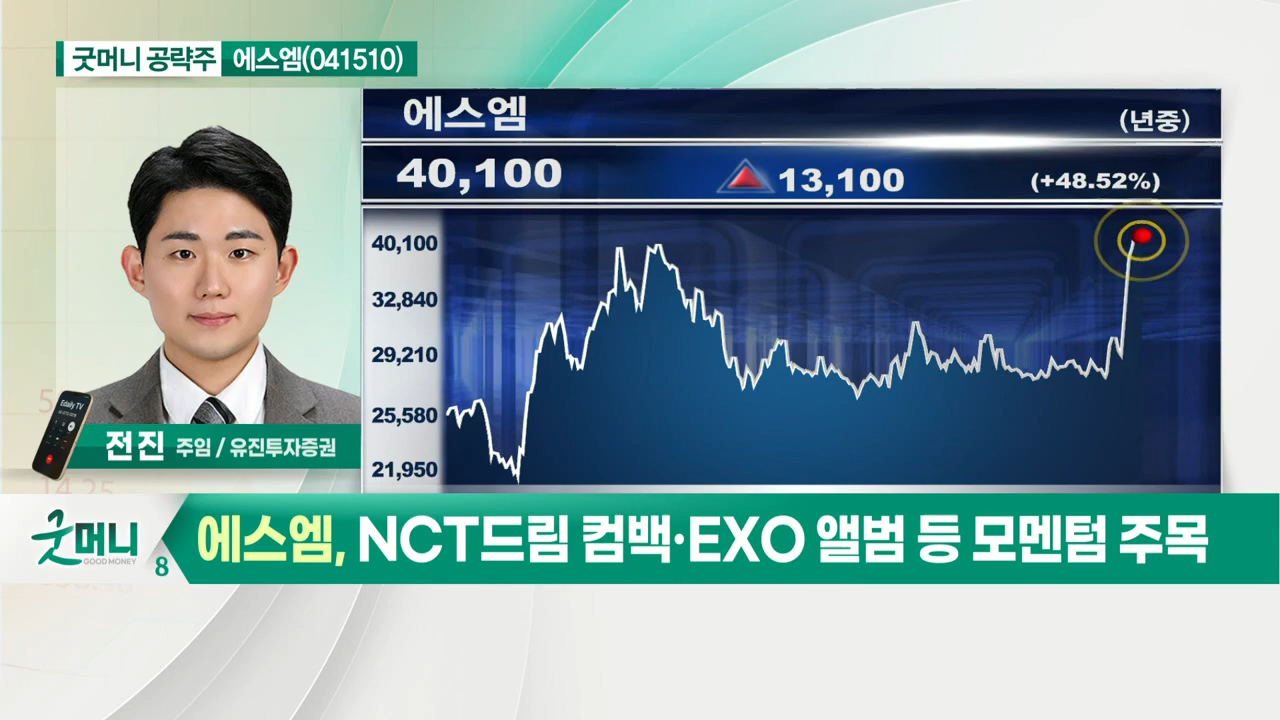 굿머니 공략주 에스엠(041510)
에스엠 (년중)
40,100 ▲ 13,100 (+48.52%)
40,100
32,840
29,210
25,580
21,950
Edaily TV
전진 주임 / 유진투자증권
14.25
에스엠, NCT드림 컴백·EXO 앨범 등 모멘텀 주목
굿머니
GOOD MONEY
8